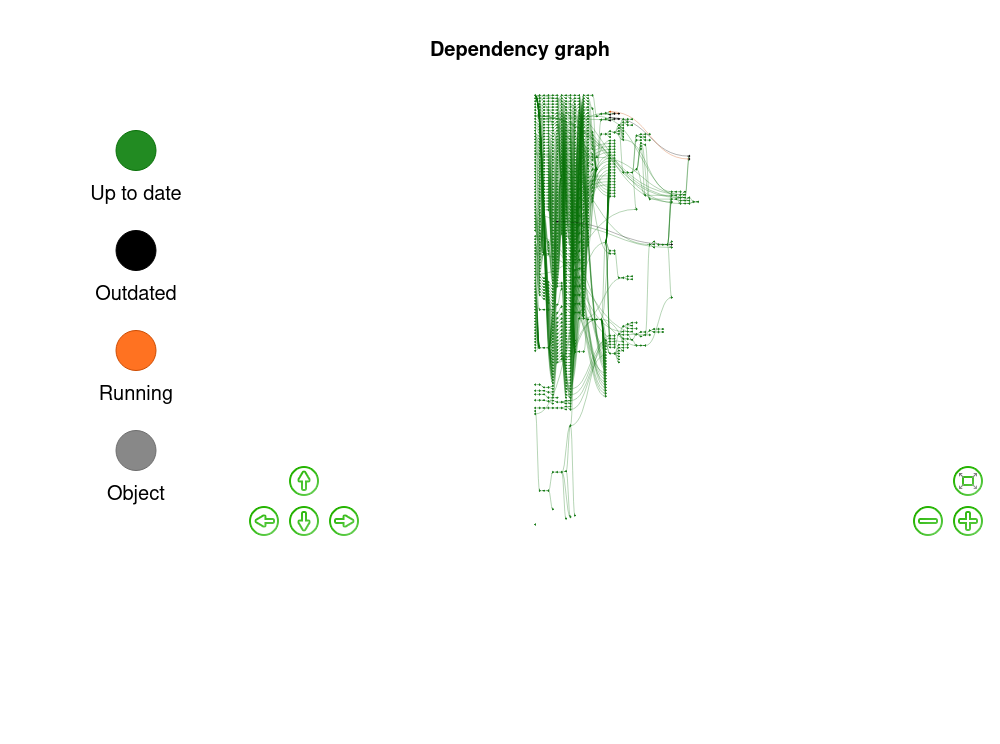 Dependency graph
Up to date
Outdated
Running
Object